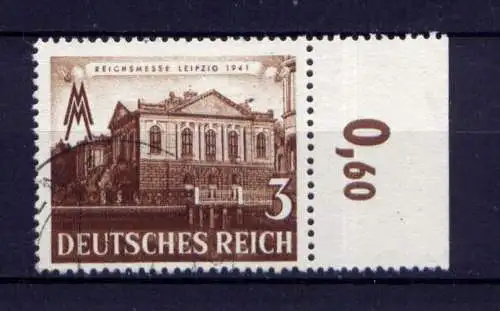 REICHSMESSE LEIPZIG 1941
MM
3
DEUTSCHES REICH
0,60